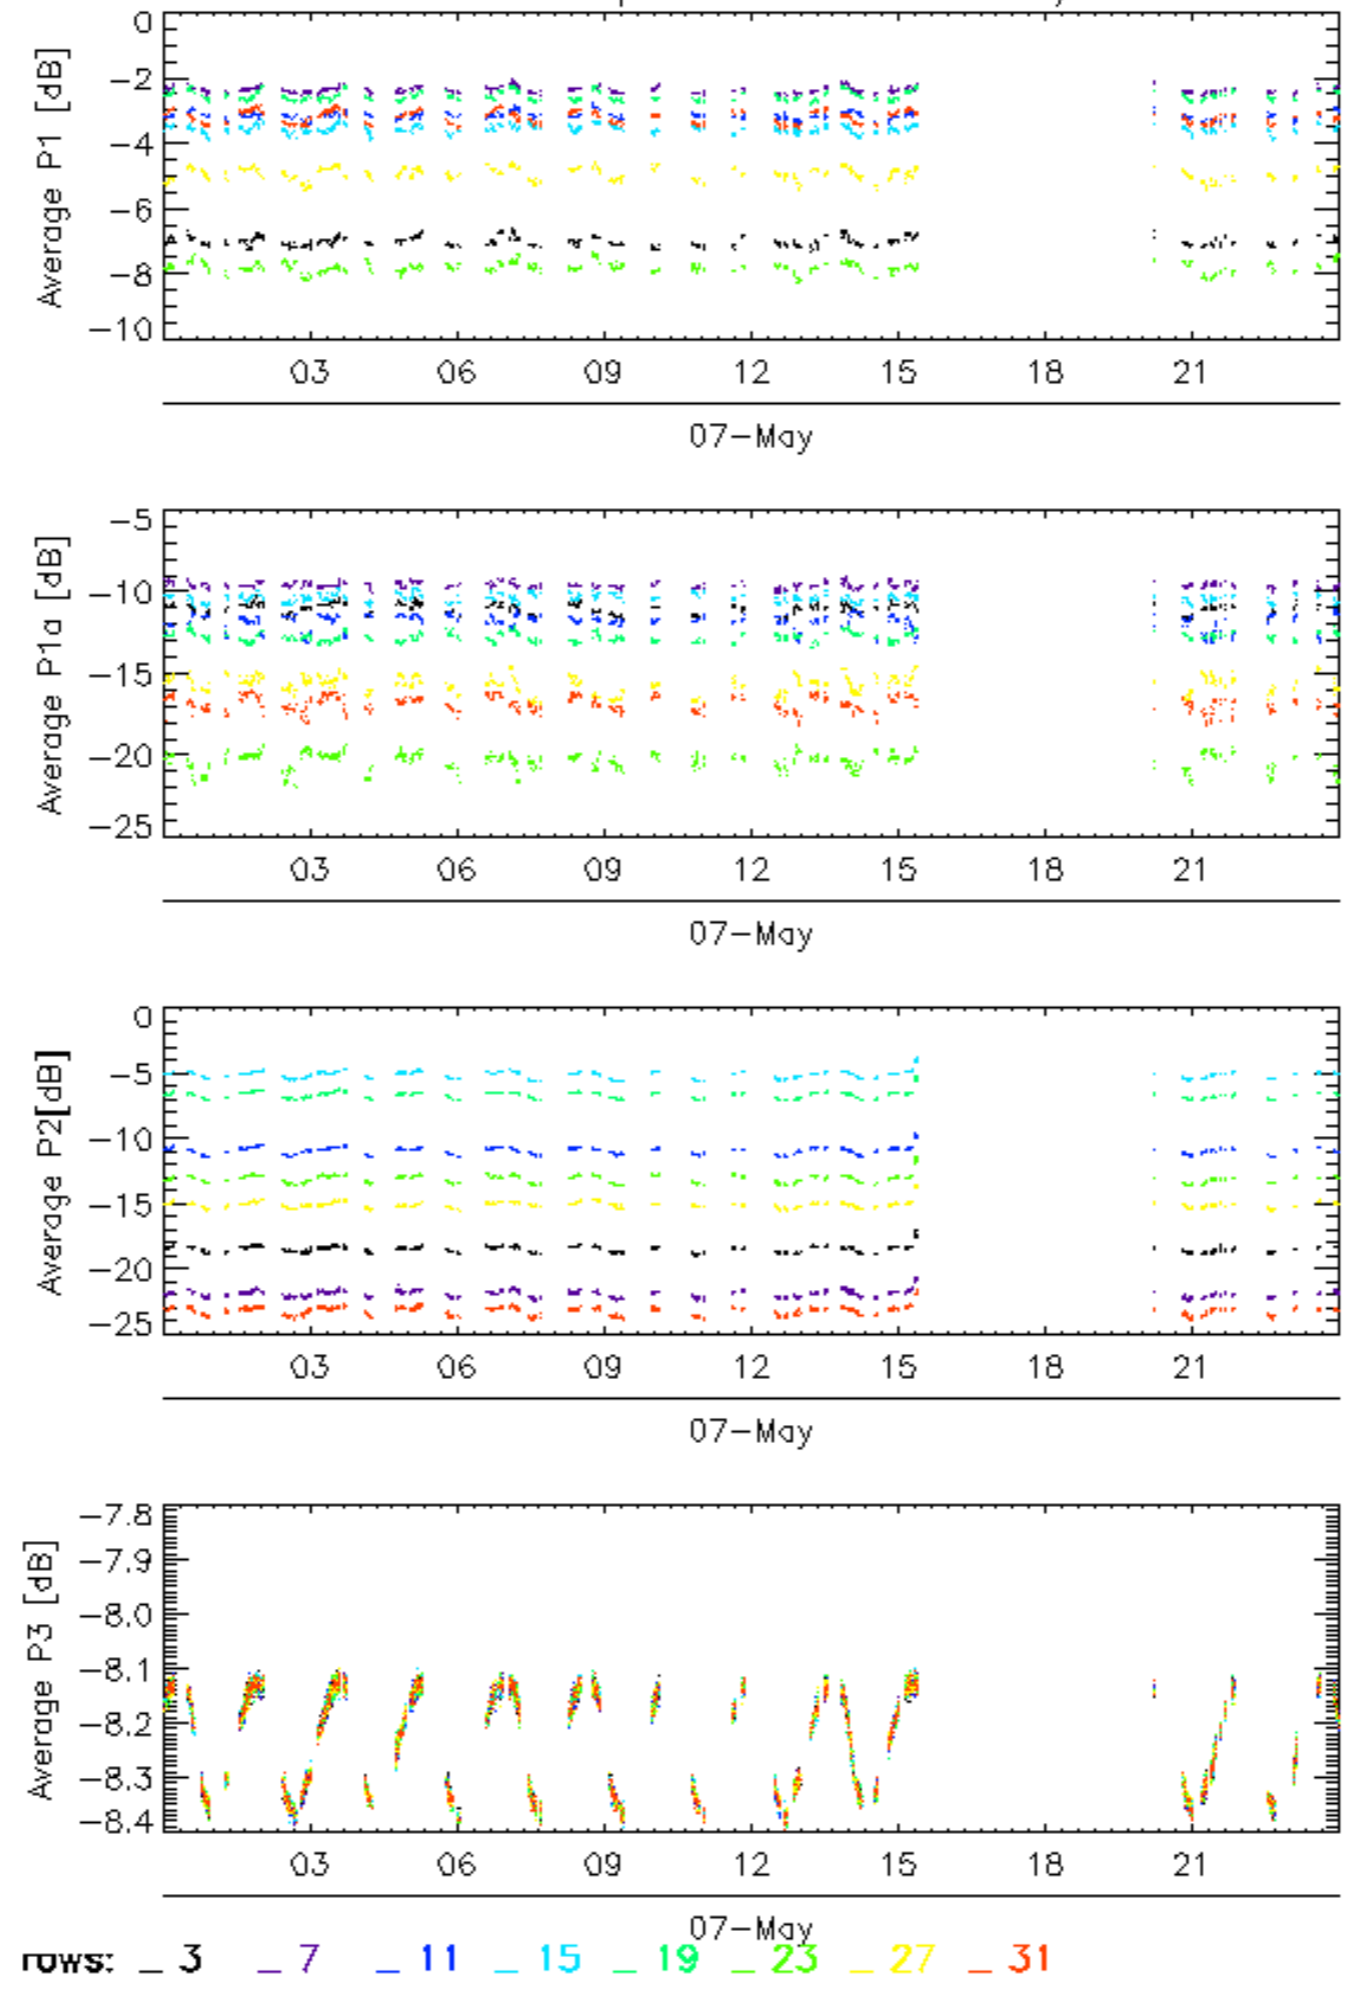 0
-2
-4
-6
-8
-10
Average P1 [dB]
03 06 09 12 15 18 21
07-May
-5
-10
-15
-20
-25
Average P1a [dB]
03 06 09 12 15 18 21
07-May
0
-5
-10
-15
-20
-25
Average P2[dB]
03 06 09 12 15 18 21
07-May
-7.8
-7.9
-8.0
-8.1
-8.2
-8.3
-8.4
Average P3 [dB]
03 06 09 12 15 18 21
07-May
rows: _ 3 _ 7 _ 11 _ 15 _ 19 _ 23 _ 27 _ 31